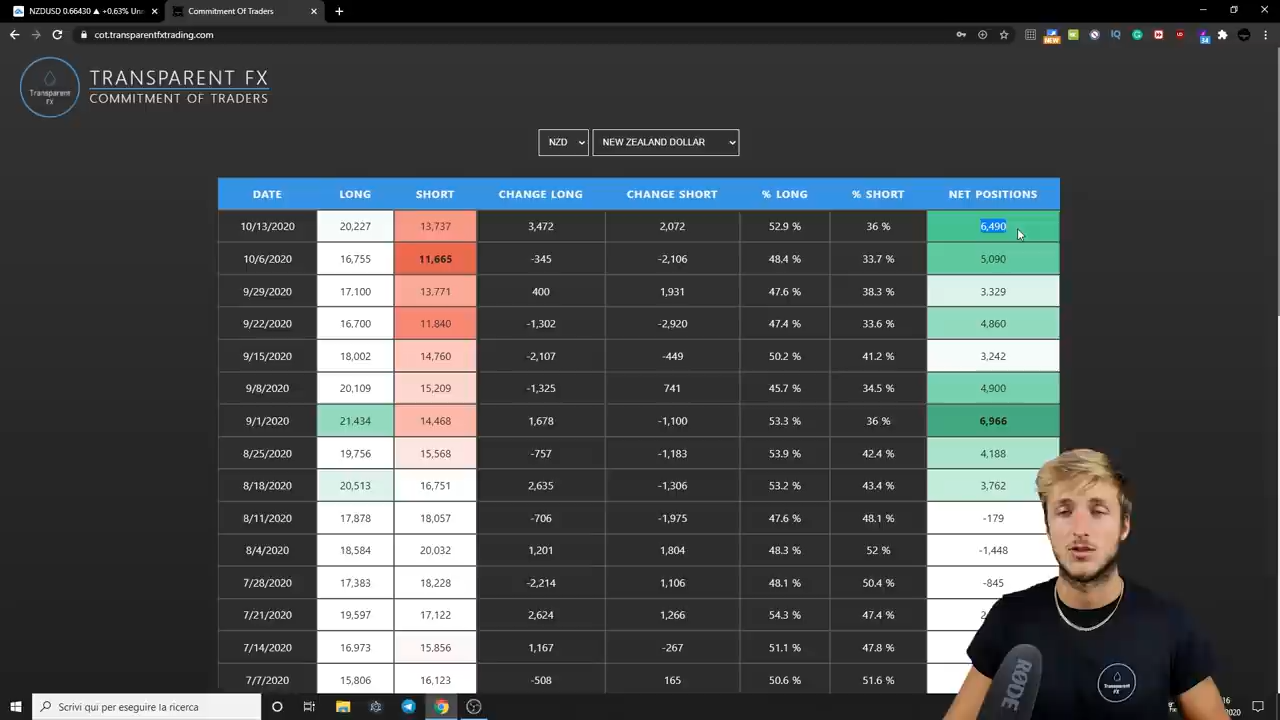 NZDUSD 0.66430 ▲ +0.63% Una
Commitment Of Traders
cot.transparentfxtrading.com
NEW
Transparent FX
TRANSPARENT FX
COMMITMENT OF TRADERS
NZD
NEW ZEALAND DOLLAR
DATE LONG SHORT CHANGE LONG CHANGE SHORT % LONG % SHORT NET POSITIONS
10/13/2020 20,227 13,737 3,472 2,072 52.9 % 36 % 6,490
10/6/2020 16,755 11,665 -345 -2,106 48.4 % 33.7 % 5,090
9/29/2020 17,100 13,771 400 1,931 47.6 % 38.3 % 3,329
9/22/2020 16,700 11,840 -1,302 -2,920 47.4 % 33.6 % 4,860
9/15/2020 18,002 14,760 -2,107 -449 50.2 % 41.2 % 3,242
9/8/2020 20,109 15,209 -1,325 741 45.7 % 34.5 % 4,900
9/1/2020 21,434 14,468 1,678 -1,100 53.3 % 36 % 6,966
8/25/2020 19,756 15,568 -757 -1,183 53.9 % 42.4 % 4,188
8/18/2020 20,513 16,751 2,635 -1,306 53.2 % 43.4 % 3,762
8/11/2020 17,878 18,057 -706 -1,975 47.6 % 48.1 % -179
8/4/2020 18,584 20,032 1,201 1,804 48.3 % 52 % -1,448
7/28/2020 17,383 18,228 -2,214 1,106 48.1 % 50.4 % -845
7/21/2020 19,597 17,122 2,624 1,266 54.3 % 47.4 %
7/14/2020 16,973 15,856 1,167 -267 51.1 % 47.8 %
7/7/2020 15,806 16,123 -508 165 50.6 % 51.6 %
RØDE
Transparent FX
Scrivi qui per eseguire la ricerca